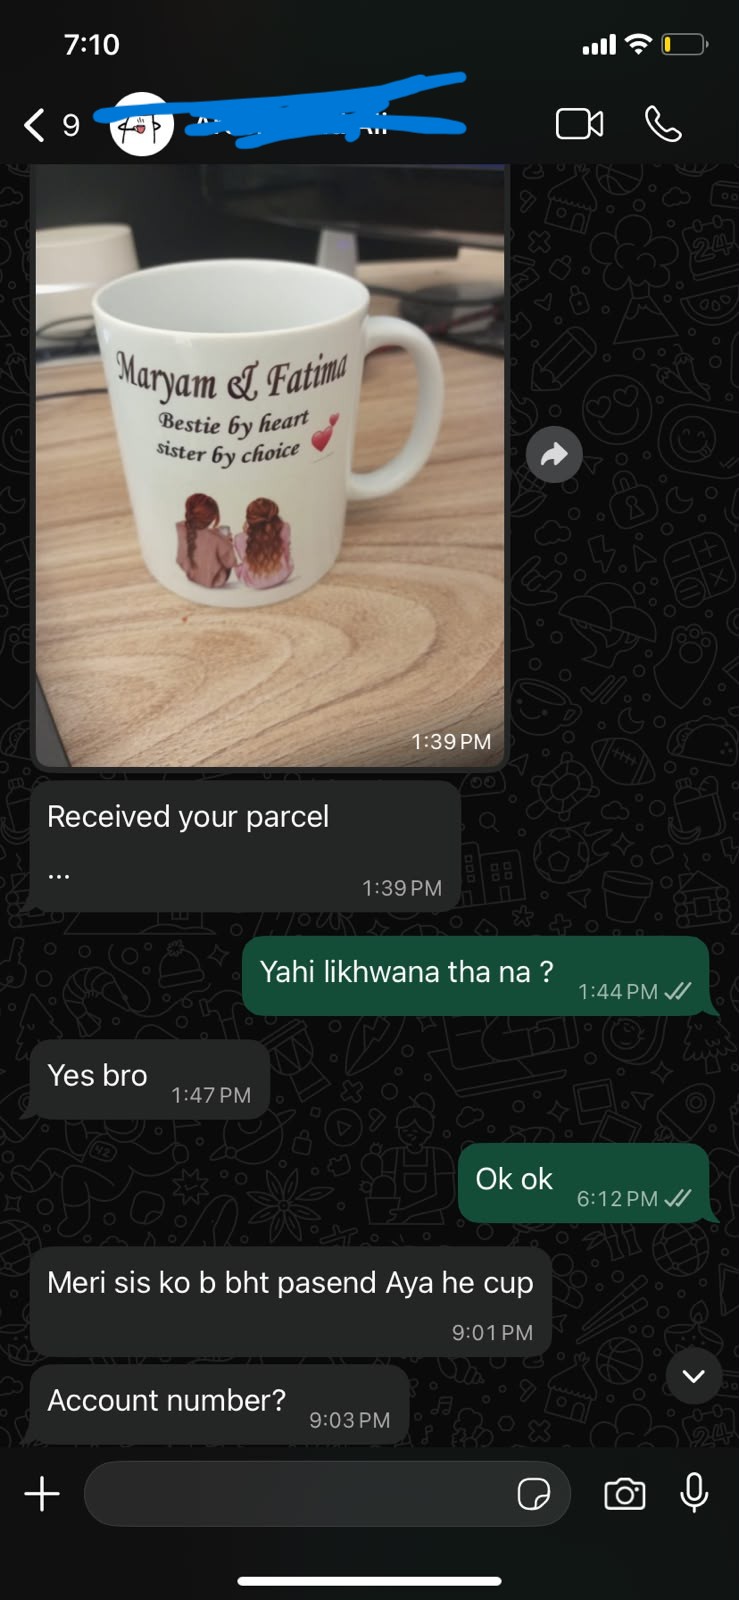 7:10
9
Maryam & Fatima
Bestie by heart
sister by choice
1:39 PM
Received your parcel
...
1:39 PM
Yahi likhwana tha na ?
1:44 PM
Yes bro
1:47 PM
Ok ok
6:12 PM
Meri sis ko b bht pasend Aya he cup
9:01 PM
Account number?
9:03 PM